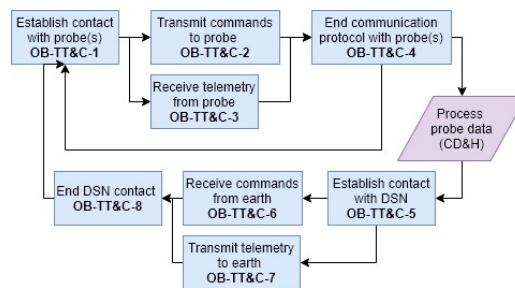 Establish contact
with probe(s)
OB-TT&C-1
Transmit commands
to probe
OB-TT&C-2
End communication
protocol with probe(s)
OB-TT&C-4
Receive telemetry
from probe
OB-TT&C-3
Process
probe data
(CD&H)
End DSN contact
OB-TT&C-8
Receive commands
from earth
OB-TT&C-6
Establish contact
with DSN
OB-TT&C-5
Transmit telemetry
to earth
OB-TT&C-7